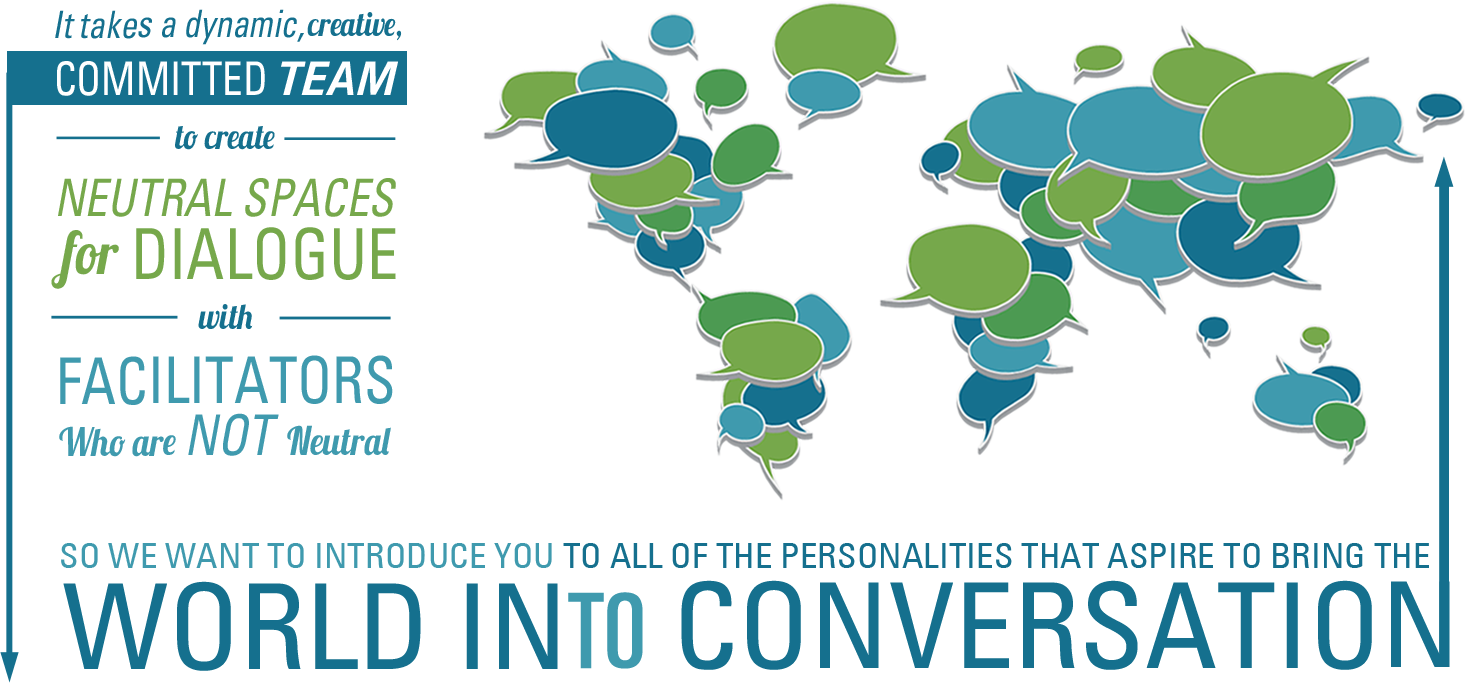 It takes a dynamic, creative,
COMMITTED TEAM
to create
NEUTRAL SPACES
for DIALOGUE
with
FACILITATORS
Who are NOT Neutral
SO WE WANT TO INTRODUCE YOU TO ALL OF THE PERSONALITIES THAT ASPIRE TO BRING THE
WORLD INTO CONVERSATION